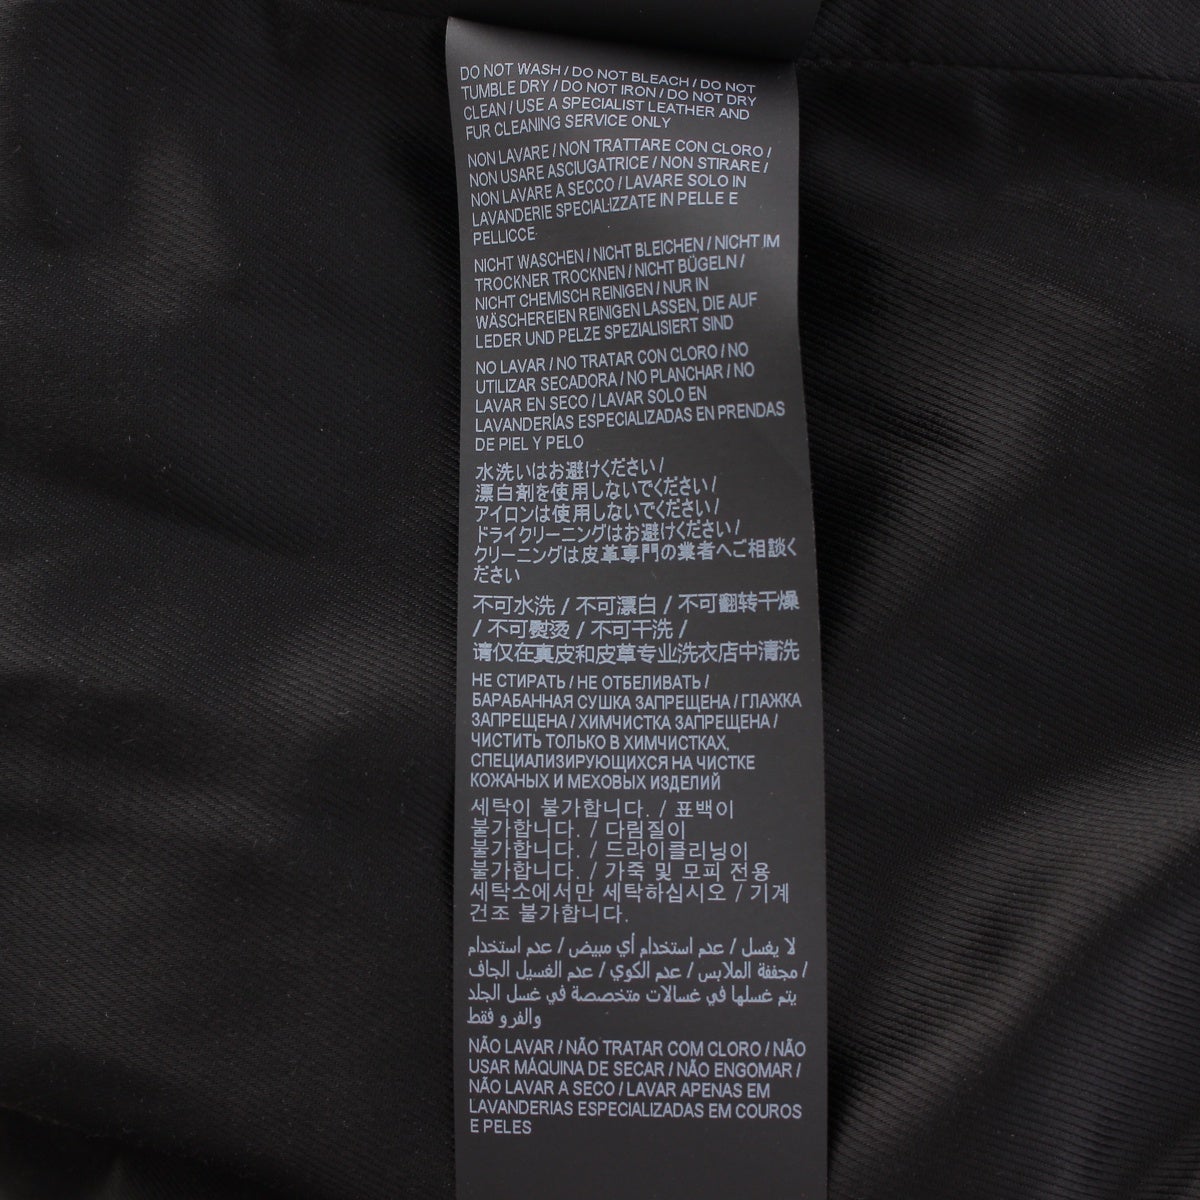 DO NOT WASH / DO NOT BLEACH / DO NOT
TUMBLE DRY / DO NOT IRON / DO NOT DRY
CLEAN / USE A SPECIALIST LEATHER AND
FUR CLEANING SERVICE ONLY
NON LAVARE / NON TRATTARE CON CLORO /
NON USARE ASCIUGATRICE / NON STIRARE /
NON LAVARE A SECCO / LAVARE SOLO IN
LAVANDERIE SPECIALIZZATE IN PELLE E
PELLICCE
NICHT WASCHEN / NICHT BLEICHEN / NICHT IM
TROCKNER TROCKNEN / NICHT BÜGELN /
NICHT CHEMISCH REINIGEN / NUR IN
WÄSCHEREIEN REINIGEN LASSEN, DIE AUF
LEDER UND PELZE SPEZIALISIERT SIND
NO LAVAR / NO TRATAR CON CLORO / NO
UTILIZAR SECADORA / NO PLANCHAR / NO
LAVAR EN SECO / LAVAR SOLO EN
LAVANDERÍAS ESPECIALIZADAS EN PRENDAS
DE PIEL Y PELO
水洗いはお避けください /
漂白剤を使用しないでください /
アイロンは使用しないでください /
ドライクリーニングはお避けください /
クリーニングは皮革専門の業者へご相談く
ださい
不可水洗 / 不可漂白 / 不可翻转干燥
/ 不可熨烫 / 不可干洗 /
请仅在真皮和皮草专业洗衣店中清洗
НЕ СТИРАТЬ / НЕ ОТБЕЛИВАТЬ /
БАРАБАННАЯ СУШКА ЗАПРЕЩЕНА / ГЛАЖКА
ЗАПРЕЩЕНА / ХИМЧИСТКА ЗАПРЕЩЕНА /
ЧИСТИТЬ ТОЛЬКО В ХИМЧИСТКАХ,
СПЕЦИАЛИЗИРУЮЩИХСЯ НА ЧИСТКЕ
КОЖАНЫХ И МЕХОВЫХ ИЗДЕЛИЙ
세탁이 불가합니다. / 표백이
불가합니다. / 다림질이
불가합니다. / 드라이클리닝이
불가합니다. / 가죽 및 모피 전용
세탁소에서만 세탁하십시오 / 기계
건조 불가합니다.
لا يغسل / عدم استخدام أي مبيض / عدم استخدام
مجففة الملابس / عدم الكوي / عدم الغسيل الجاف /
يتم غسلها في غسالات متخصصة في غسل الجلد
والفرو فقط
NÃO LAVAR / NÃO TRATAR COM CLORO / NÃO
USAR MÁQUINA DE SECAR / NÃO ENGOMAR /
NÃO LAVAR A SECO / LAVAR APENAS EM
LAVANDERIAS ESPECIALIZADAS EM COUROS
E PELES